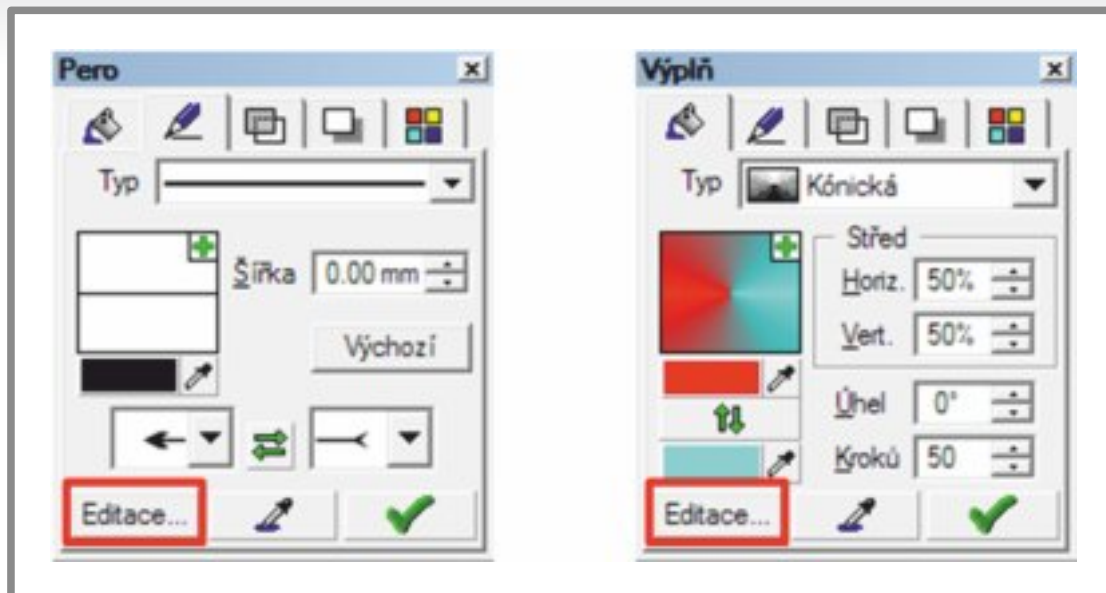 Pero
Typ
Šířka 0.00 mm
Výchozí
Editace...
Výplň
Typ Kónická
Střed
Horiz. 50%
Vert. 50%
Úhel 0°
Kroků 50
Editace...